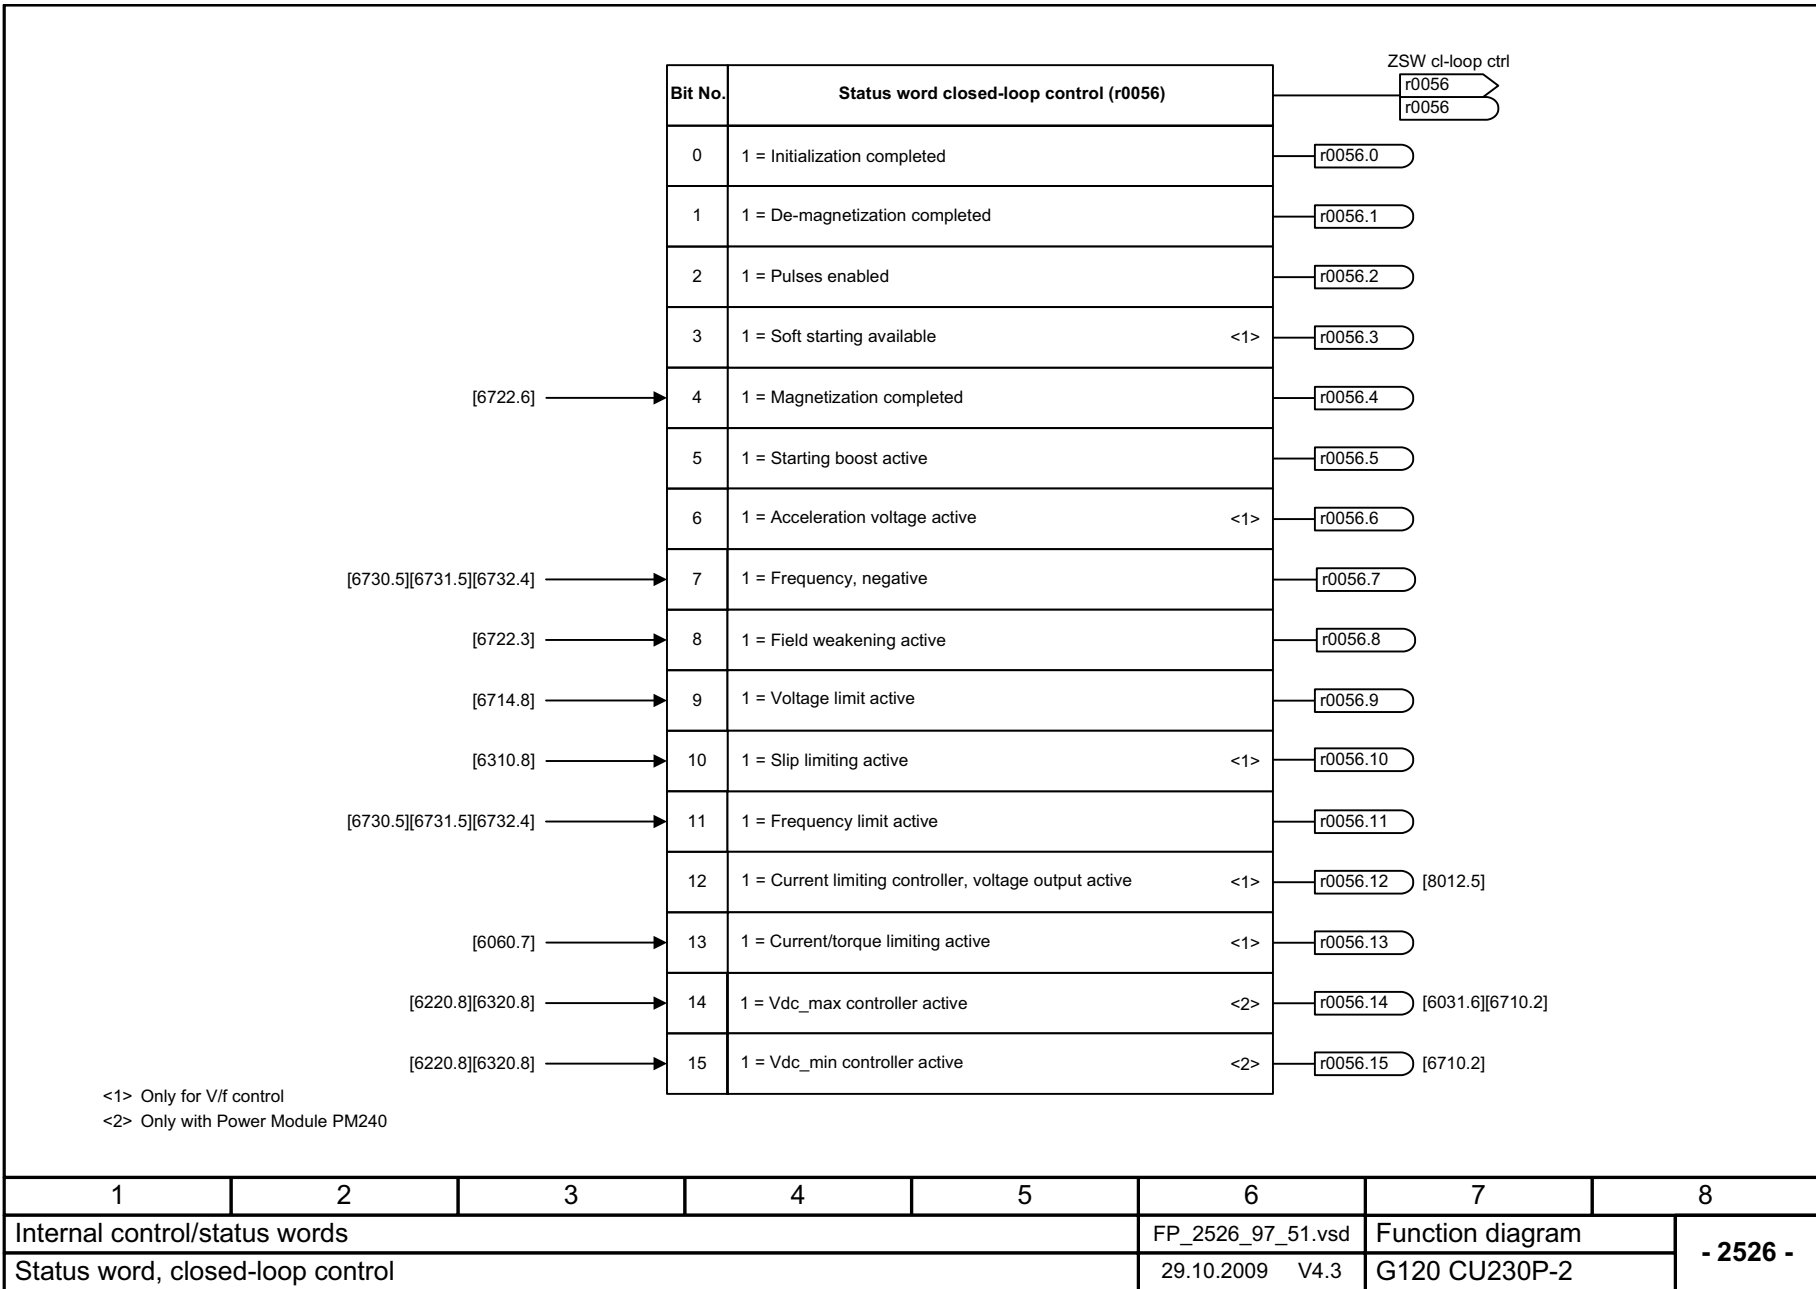 ZSW cl-loop ctrl
Bit No. Status word closed-loop control (r0056) r0056
r0056
0 1 = Initialization completed r0056.0
1 1 = De-magnetization completed r0056.1
2 1 = Pulses enabled r0056.2
3 1 = Soft starting available <1> r0056.3
[6722.6] 4 1 = Magnetization completed r0056.4
5 1 = Starting boost active r0056.5
6 1 = Acceleration voltage active <1> r0056.6
[6730.5][6731.5][6732.4] 7 1 = Frequency, negative r0056.7
[6722.3] 8 1 = Field weakening active r0056.8
[6714.8] 9 1 = Voltage limit active r0056.9
[6310.8] 10 1 = Slip limiting active <1> r0056.10
[6730.5][6731.5][6732.4] 11 1 = Frequency limit active r0056.11
12 1 = Current limiting controller, voltage output active <1> r0056.12 [8012.5]
[6060.7] 13 1 = Current/torque limiting active <1> r0056.13
[6220.8][6320.8] 14 1 = Vdc_max controller active <2> r0056.14 [6031.6][6710.2]
[6220.8][6320.8] 15 1 = Vdc_min controller active <2> r0056.15 [6710.2]
<1> Only for V/f control
<2> Only with Power Module PM240
1 2 3 4 5 6 7 8
Internal control/status words FP_2526_97_51.vsd Function diagram - 2526 -
Status word, closed-loop control 29.10.2009 V4.3 G120 CU230P-2